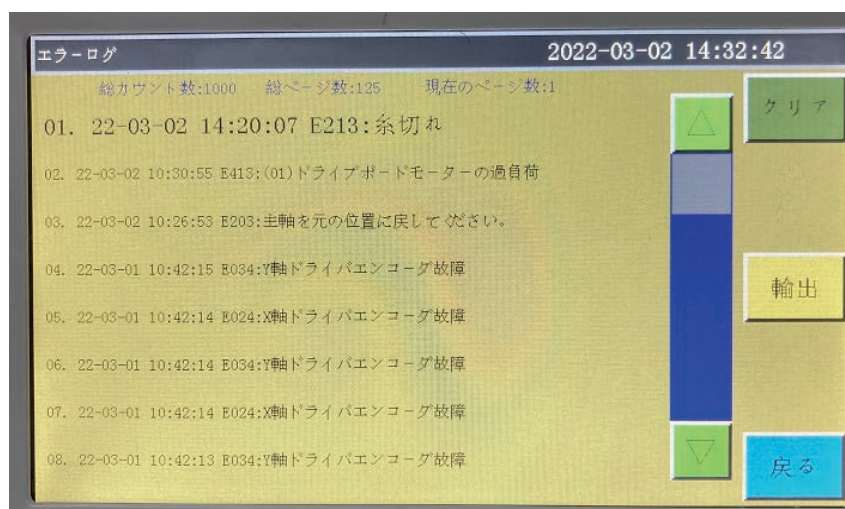 エラーログ 2022-03-02 14:32:42
総カウント数:1000 総ページ数:125 現在のページ数:1
クリア
01. 22-03-02 14:20:07 E213:糸切れ
02. 22-03-02 10:30:55 E413:(01)ドライブボードモーターの過負荷
03. 22-03-02 10:26:53 E203:主軸を元の位置に戻してください。
04. 22-03-01 10:42:15 E034:Y軸ドライバエンコーダ故障
輸出
05. 22-03-01 10:42:14 E024:X軸ドライバエンコーダ故障
06. 22-03-01 10:42:14 E034:Y軸ドライバエンコーダ故障
07. 22-03-01 10:42:14 E024:X軸ドライバエンコーダ故障
08. 22-03-01 10:42:13 E034:Y軸ドライバエンコーダ故障
戻る